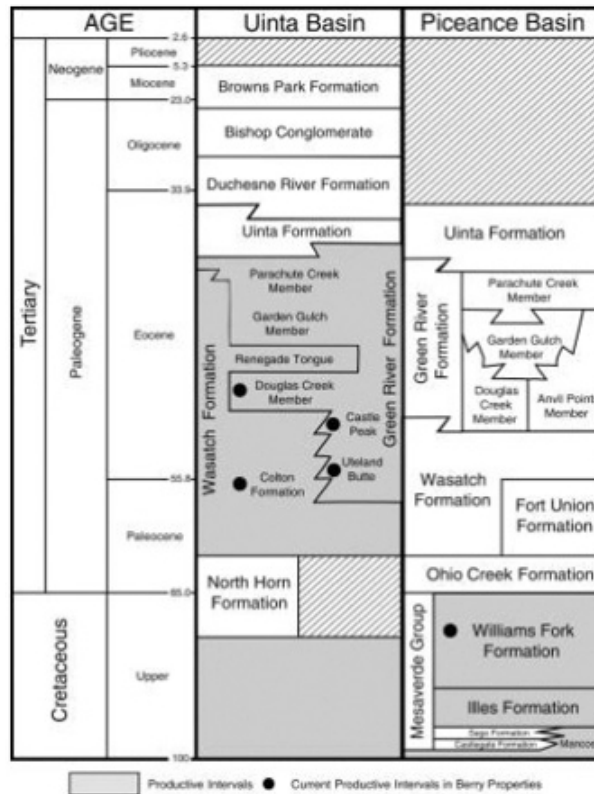 AGE
Uinta Basin
Piceance Basin
2.6
Tertiary
Neogene
Pliocene
5.3
Miocene
23.0
Browns Park Formation
Paleogene
Oligocene
Bishop Conglomerate
Duchesne River Formation
33.9
Uinta Formation
Uinta Formation
Eocene
Wasatch Formation
Parachute Creek
Member
Garden Gulch
Member
Renegade Tongue
Douglas Creek
Member
Castle
Peak
Uteland
Butte
Colton
Formation
Green River Formation
Green River
Formation
Parachute Creek
Member
Garden Gulch
Member
Douglas
Creek
Member
Anvil Point
Member
55.8
Paleocene
Wasatch
Formation
Fort Union
Formation
North Horn
Formation
Ohio Creek Formation
65.0
Cretaceous
Upper
Mesaverde Group
Williams Fork
Formation
Illes Formation
Sego Formation
Castlegate Formation
Mancos
100
Productive Intervals
Current Productive Intervals in Berry Properties